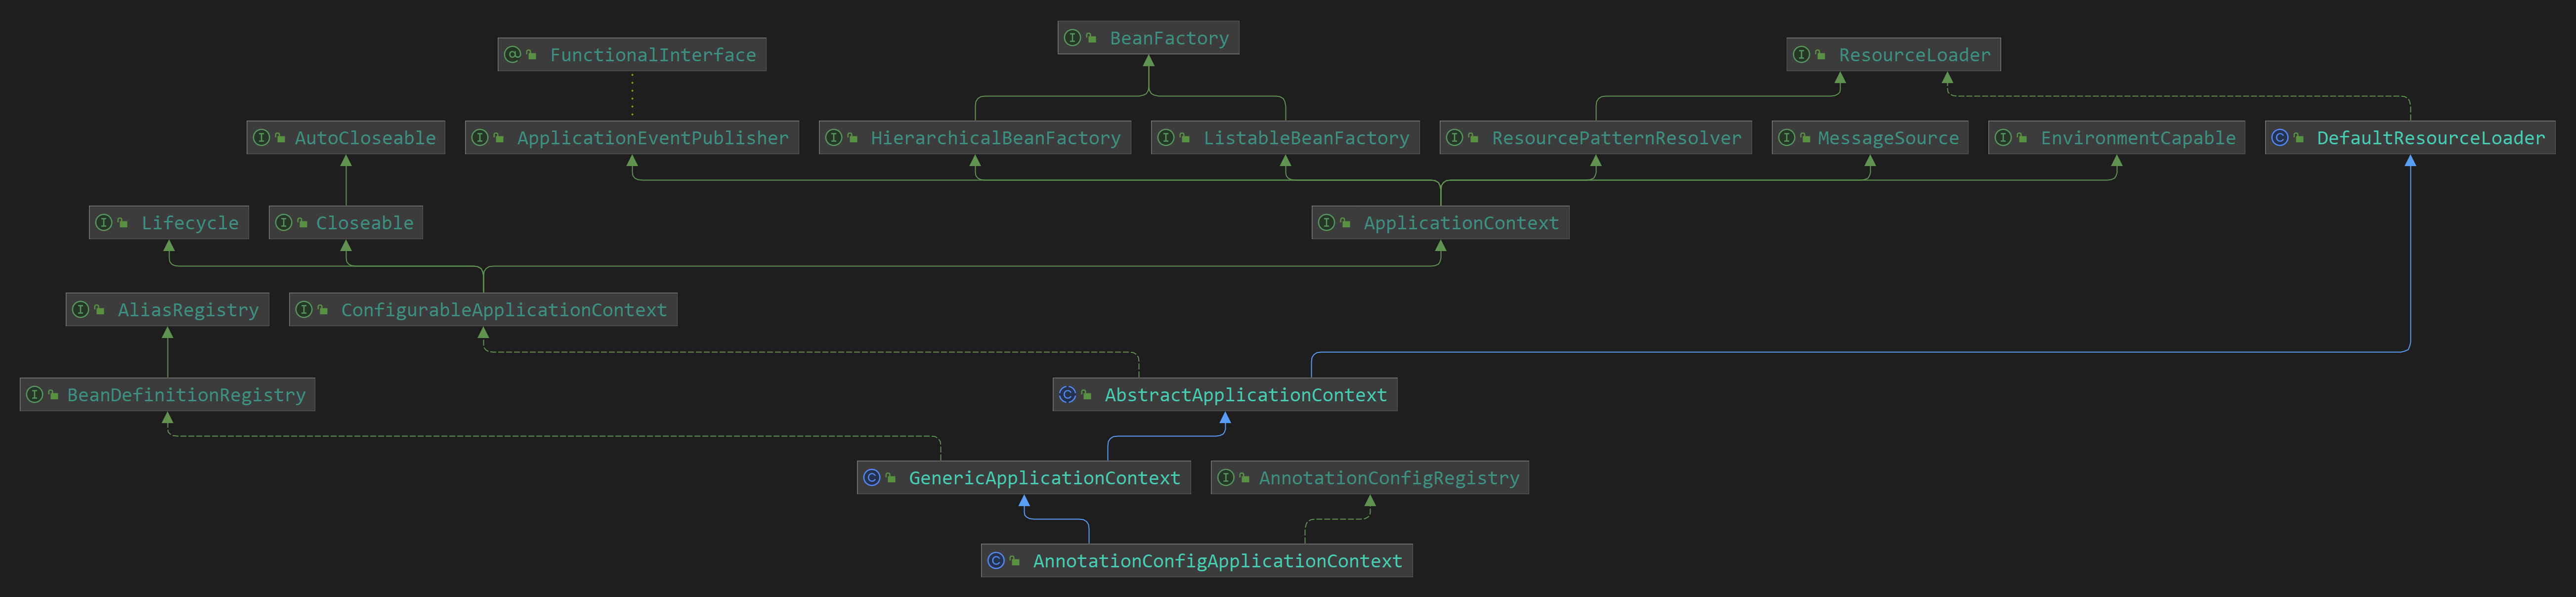 BeanFactory
FunctionalInterface
ResourceLoader
AutoCloseable
ApplicationEventPublisher
HierarchicalBeanFactory
ListableBeanFactory
ResourcePatternResolver
MessageSource
EnvironmentCapable
DefaultResourceLoader
Lifecycle
Closeable
ApplicationContext
AliasRegistry
ConfigurableApplicationContext
BeanDefinitionRegistry
AbstractApplicationContext
GenericApplicationContext
AnnotationConfigRegistry
AnnotationConfigApplicationContext